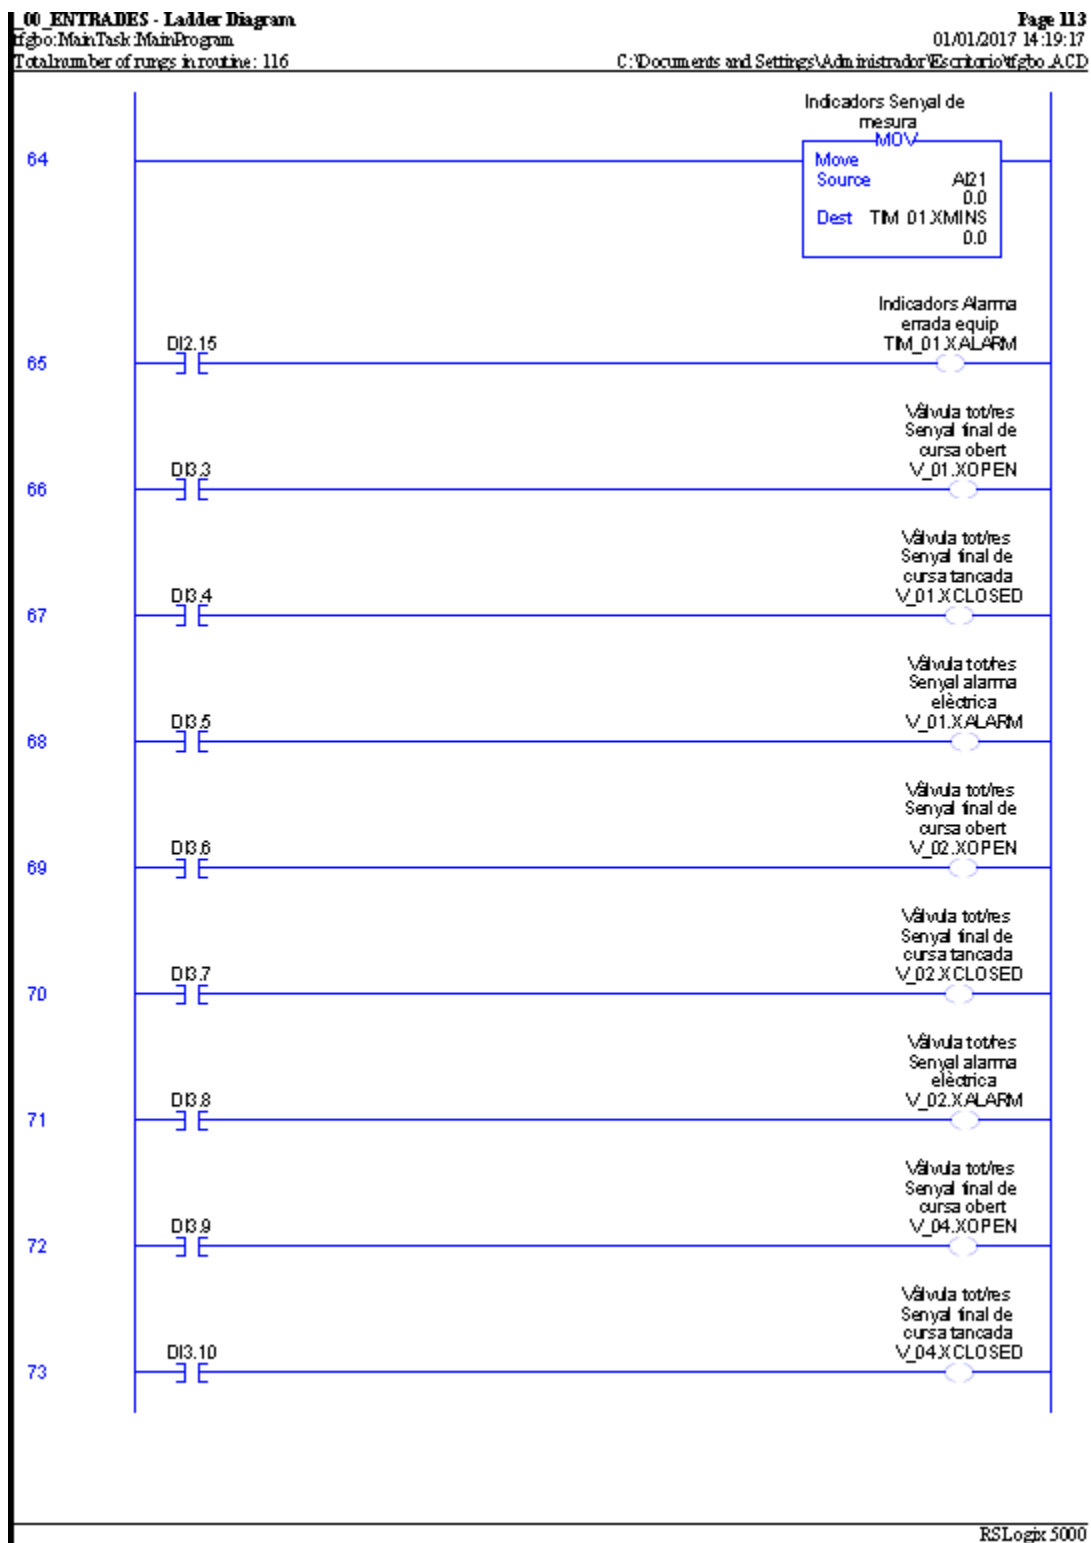 _00_ENTRADES - Ladder Diagram
Page 113
tfgbo:MainTask:MainProgram
01/01/2017 14:19:17
Total number of rungs in routine: 116
C:\Documents and Settings\Administrador\Escritorio\tfgbo.ACD
Indicadors Senyal de
mesura
MOV
64
Move
Source AI21
0.0
Dest TIM_01.XMINS
0.0
Indicadors Alarma
errada equip
DI2.15
TIM_01.XALARM
65
Vàlvula tot/res
Senyal final de
cursa obert
DI3.3
V_01.XOPEN
66
Vàlvula tot/res
Senyal final de
cursa tancada
DI3.4
V_01.XCLOSED
67
Vàlvula tot/res
Senyal alarma
elèctrica
DI3.5
V_01.XALARM
68
Vàlvula tot/res
Senyal final de
cursa obert
DI3.6
V_02.XOPEN
69
Vàlvula tot/res
Senyal final de
cursa tancada
DI3.7
V_02.XCLOSED
70
Vàlvula tot/res
Senyal alarma
elèctrica
DI3.8
V_02.XALARM
71
Vàlvula tot/res
Senyal final de
cursa obert
DI3.9
V_04.XOPEN
72
Vàlvula tot/res
Senyal final de
cursa tancada
DI3.10
V_04.XCLOSED
73
RSLogix 5000